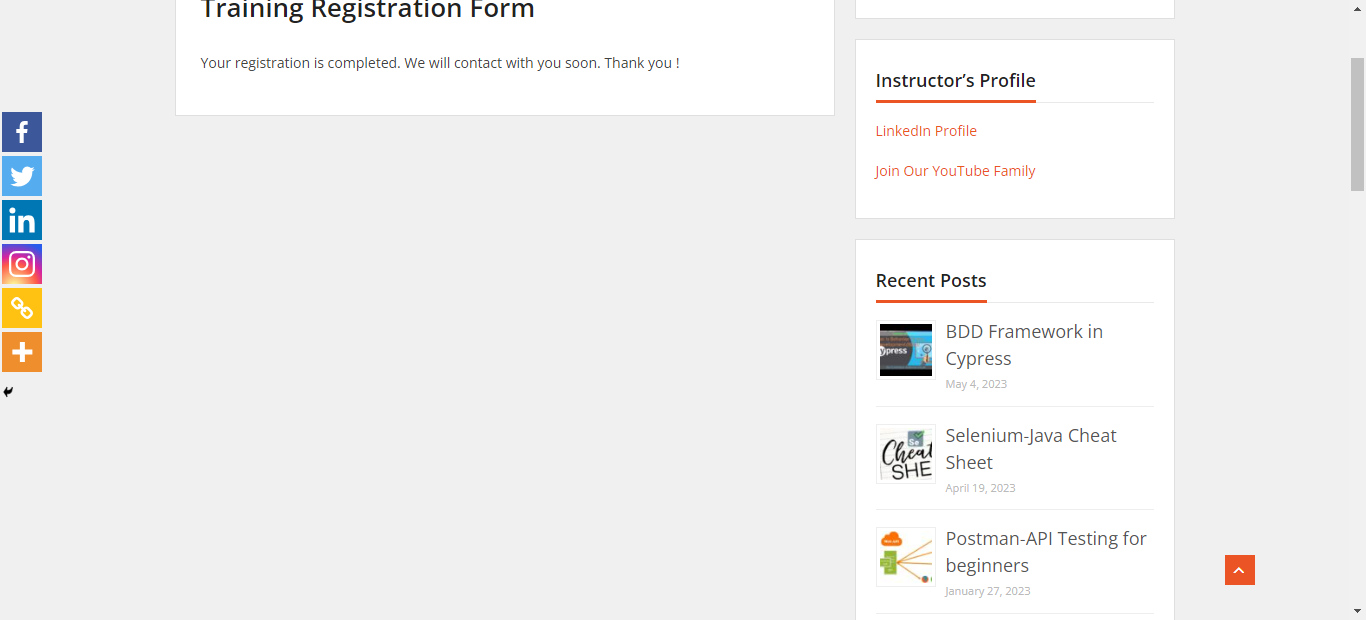 Training Registration Form
Your registration is completed. We will contact with you soon. Thank you !
Instructor’s Profile
LinkedIn Profile
Join Our YouTube Family
Recent Posts
BDD Framework in
Cypress
May 4, 2023
Selenium-Java Cheat
Sheet
April 19, 2023
Postman-API Testing for
beginners
January 27, 2023